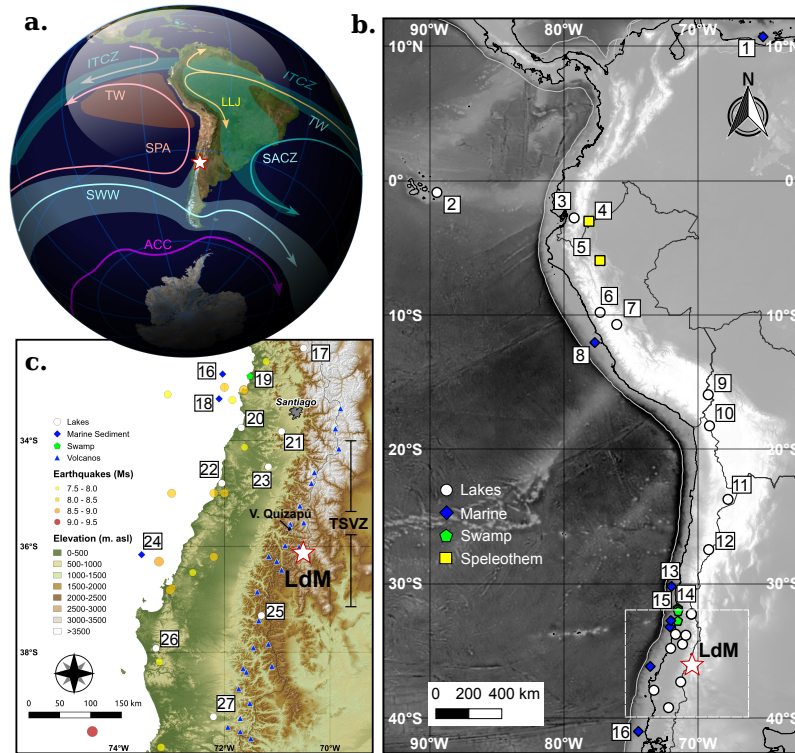 a.
ITCZ
TW
LLJ
ITCZ
TW
SPA
SACZ
SWW
ACC
b.
90°W
80°W
70°W
10°N
10°N
0°
0°
10°S
10°S
20°S
20°S
30°S
30°S
40°S
40°S
90°W
80°W
70°W
N
1
2
3
4
5
6
7
8
9
10
11
12
13
14
15
16
Lakes
Marine
Swamp
Speleothem
LdM
0 200 400 km
c.
16
17
18
19
20
21
22
23
24
25
26
27
Santiago
V. Quizapú
TSVZ
LdM
34°S
36°S
38°S
74°W
72°W
70°W
Lakes
Marine Sediment
Swamp
Volcanos
Earthquakes (Ms)
7.5 - 8.0
8.0 - 8.5
8.5 - 9.0
9.0 - 9.5
Elevation (m. asl)
0-500
500-1000
1000-1500
1500-2000
2000-2500
2500-3000
3000-3500
>3500
0 50 100 150 km